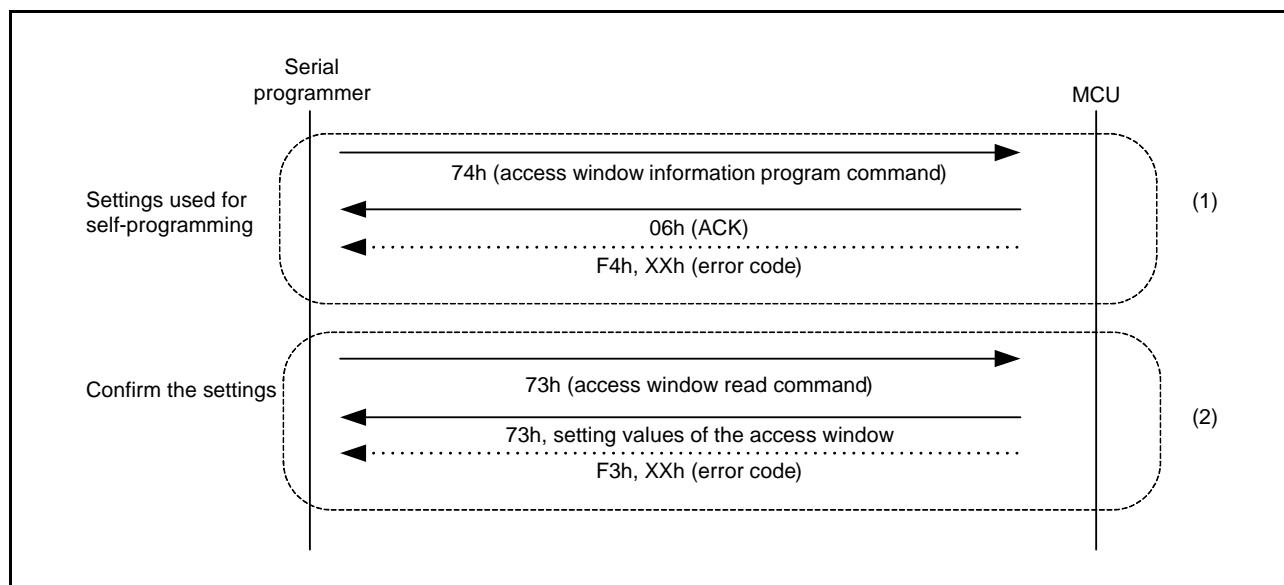 Serial
programmer
MCU
74h (access window information program command)
Settings used for
self-programming
(1)
06h (ACK)
F4h, XXh (error code)
73h (access window read command)
Confirm the settings
(2)
73h, setting values of the access window
F3h, XXh (error code)